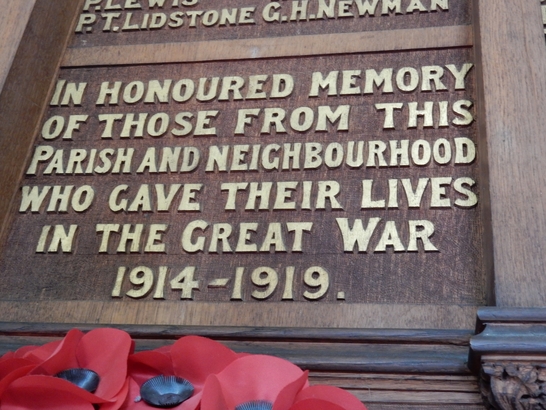 P. LEWIS
P. T. LIDSTONE G. H. NEWMAN
IN HONOURED MEMORY
OF THOSE FROM THIS
PARISH AND NEIGHBOURHOOD
WHO GAVE THEIR LIVES
IN THE GREAT WAR
1914-1919.